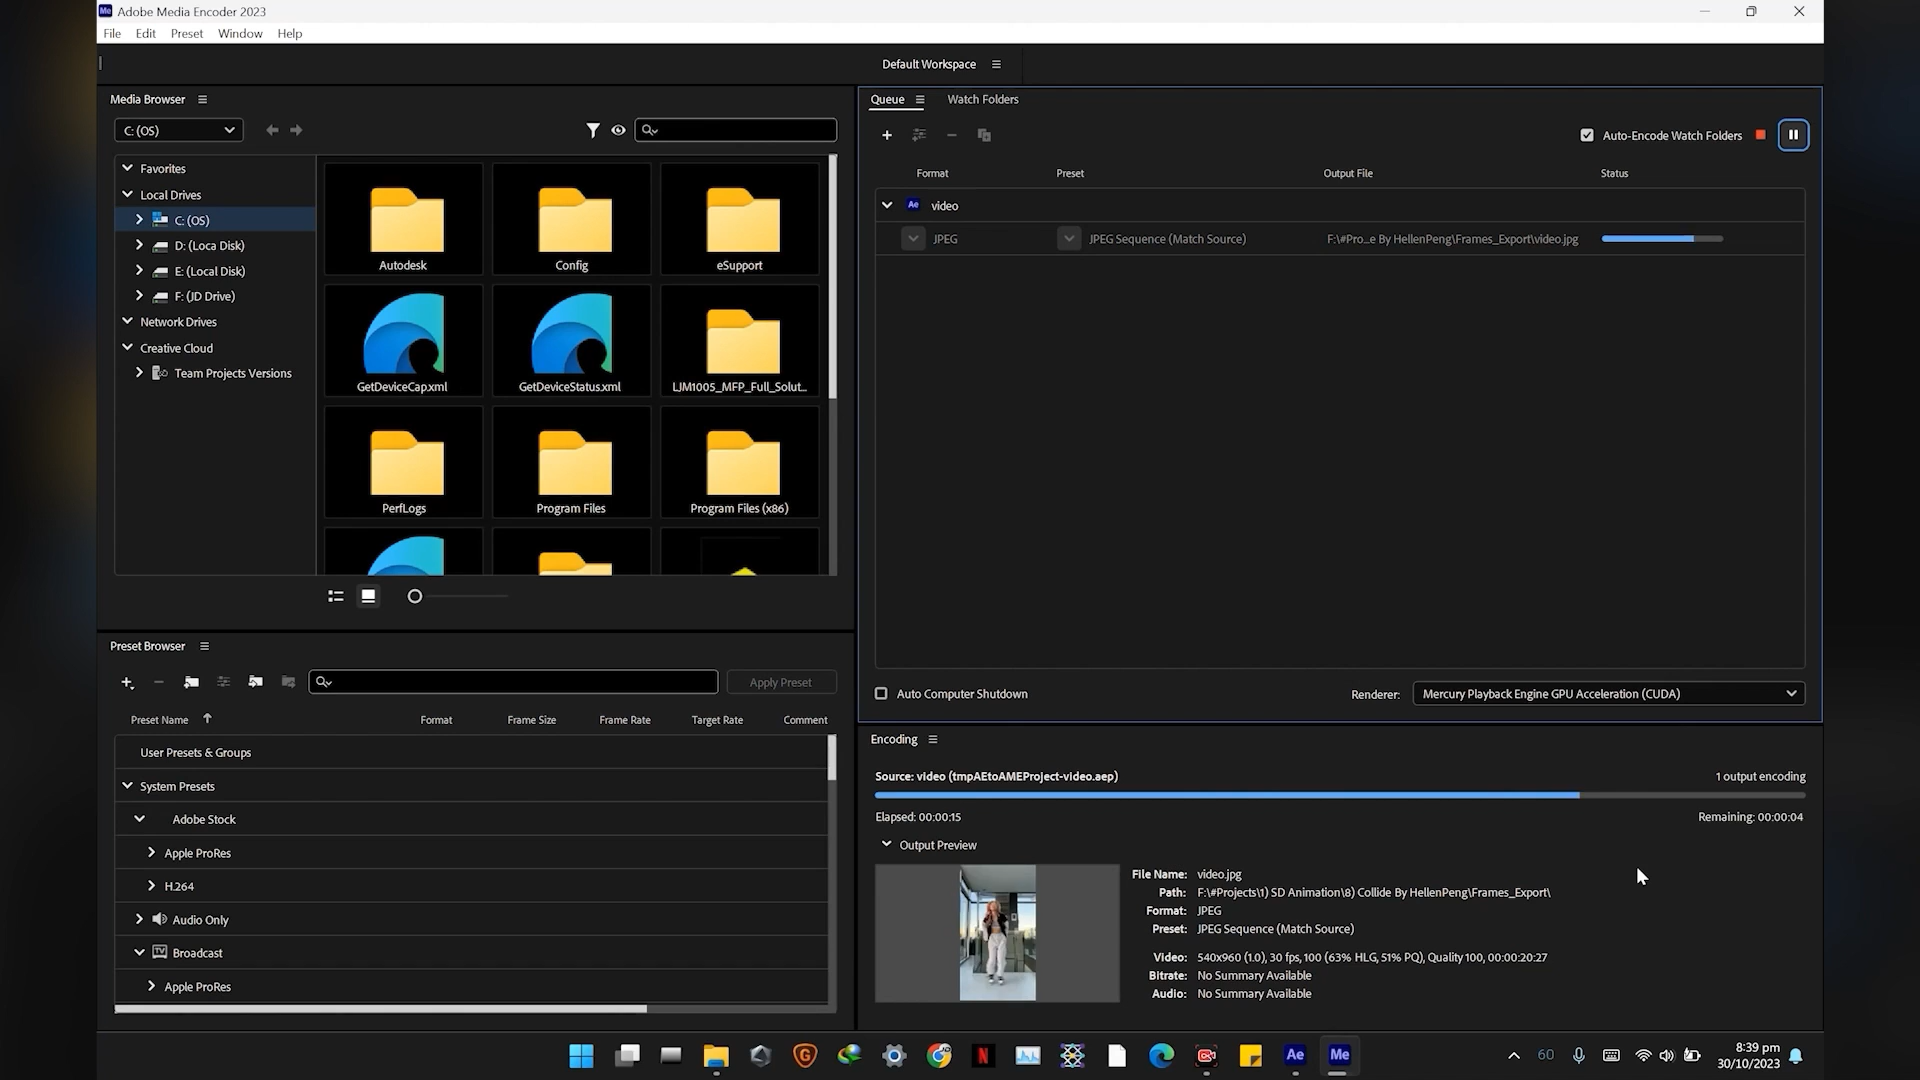 Adobe Media Encoder 2023
File Edit Preset Window Help
Default Workspace
Media Browser
C: (OS)
Favorites
Local Drives
C: (OS)
D: (Loca Disk)
E: (Local Disk)
F: (JD Drive)
Network Drives
Creative Cloud
Team Projects Versions
Autodesk Config eSupport
GetDeviceCap.xml GetDeviceStatus.xml LJM1005_MFP_Full_Solut...
PerfLogs Program Files Program Files (x86)
Preset Browser
Apply Preset
Preset Name Format Frame Size Frame Rate Target Rate Comment
User Presets & Groups
System Presets
Adobe Stock
Apple ProRes
H.264
Audio Only
Broadcast
Apple ProRes
Queue Watch Folders
Auto-Encode Watch Folders
Format Preset Output File Status
Ae video
JPEG JPEG Sequence (Match Source) F:\#Pro...e By HellenPeng\Frames_Export\video.jpg
Auto Computer Shutdown Renderer: Mercury Playback Engine GPU Acceleration (CUDA)
Encoding
Source: video (tmpAEtoAMEProject-video.aep) 1 output encoding
Elapsed: 00:00:15 Remaining: 00:00:04
Output Preview
File Name: video.jpg
Path: F:\#Projects\1) SD Animation\8) Collide By HellenPeng\Frames_Export\
Format: JPEG
Preset: JPEG Sequence (Match Source)
Video: 540x960 (1.0), 30 fps, 100 (63% HLG, 51% PQ), Quality 100, 00:00:20:27
Bitrate: No Summary Available
Audio: No Summary Available
Ae Me 60 8:39 pm
30/10/2023